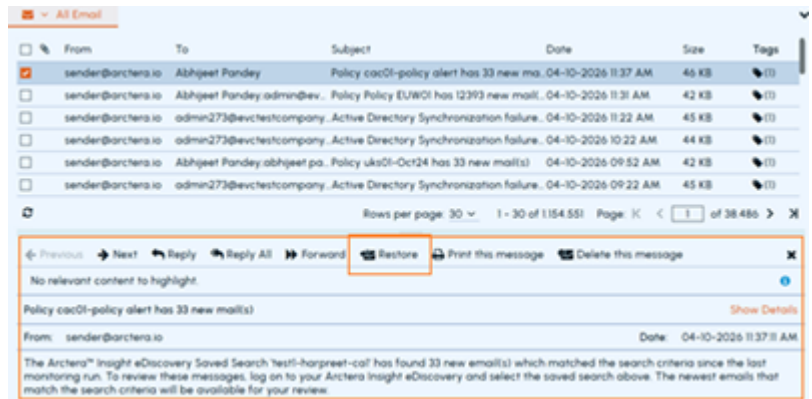 All Email
From To Subject Date Size Tags
sender@arctera.io Abhijeet Pandey Policy cac01-policy alert has 33 new ma.. 04-10-2026 11:37 AM 46 KB (1)
sender@arctera.io Abhijeet Pandey;admin@ev... Policy Policy EUW01 has 12393 new mail(.. 04-10-2026 11:31 AM 42 KB (1)
sender@arctera.io admin273@evctestcompany... Active Directory Synchronization failure.. 04-10-2026 11:22 AM 45 KB (1)
sender@arctera.io admin273@evctestcompany... Active Directory Synchronization failure.. 04-10-2026 10:22 AM 44 KB (1)
sender@arctera.io Abhijeet Pandey;abhijeet.pa... Policy uks01-Oct24 has 10 new mail(s) 04-10-2026 09:52 AM 42 KB (1)
sender@arctera.io admin273@evctestcompany... Active Directory Synchronization failure.. 04-10-2026 09:22 AM 45 KB (1)
Rows per page: 30 1 - 30 of 1,154,551 Page: 1 of 38,486
Previous Next Reply Reply All Forward Restore Print this message Delete this message
No relevant content to highlight.
Policy cac01-policy alert has 33 new mail(s) Show Details
From: sender@arctera.io Date: 04-10-2026 11:37:11 AM
The Arctera™ Insight eDiscovery Saved Search 'test1-harpreet-cal' has found 33 new email(s) which matched the search criteria since the last
monitoring run. To review these messages, log on to your Arctera Insight eDiscovery and select the saved search above. The newest emails that
match the search criteria will be available for your review.